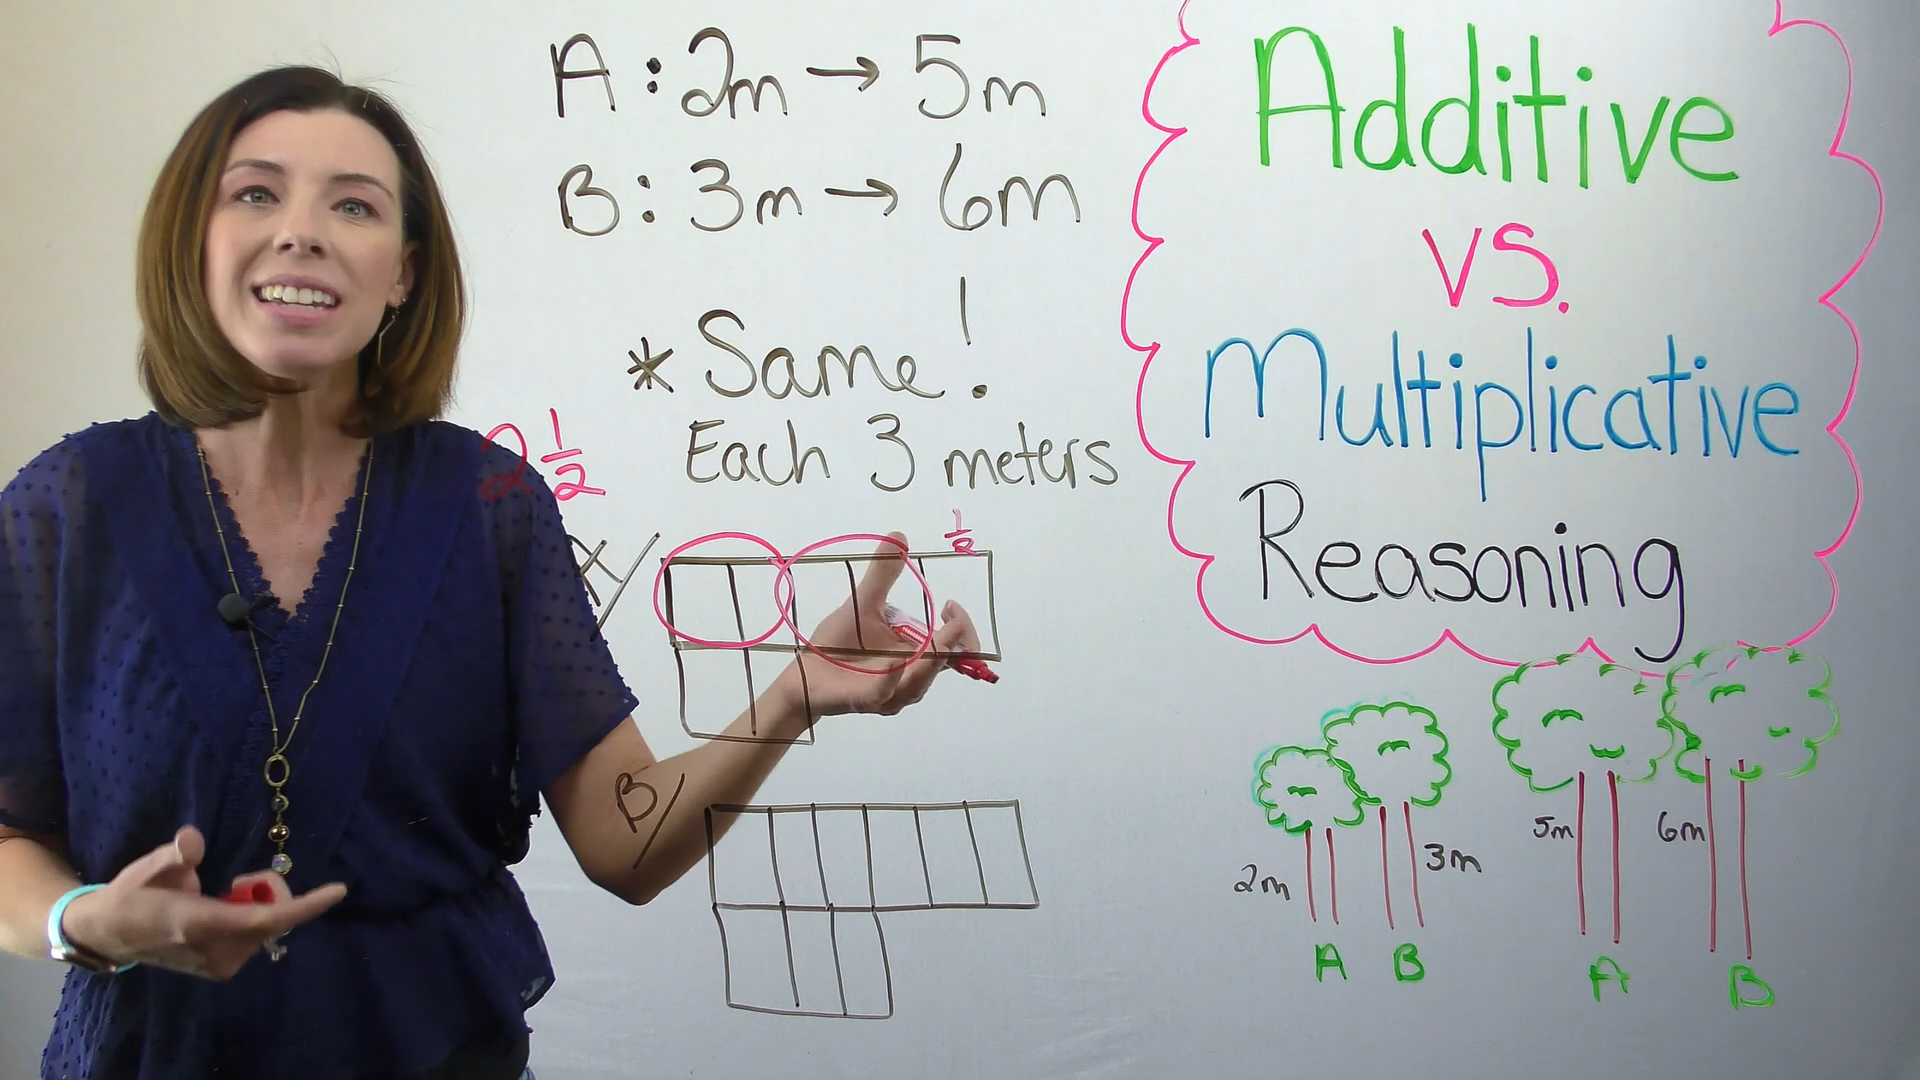 A: 2m → 5m
B: 3m → 6m
* Same!
Each 3 meters
2 1/2
1/2
A/
B/
Additive
vs.
Multiplicative
Reasoning
2m
3m
5m
6m
A B
A B